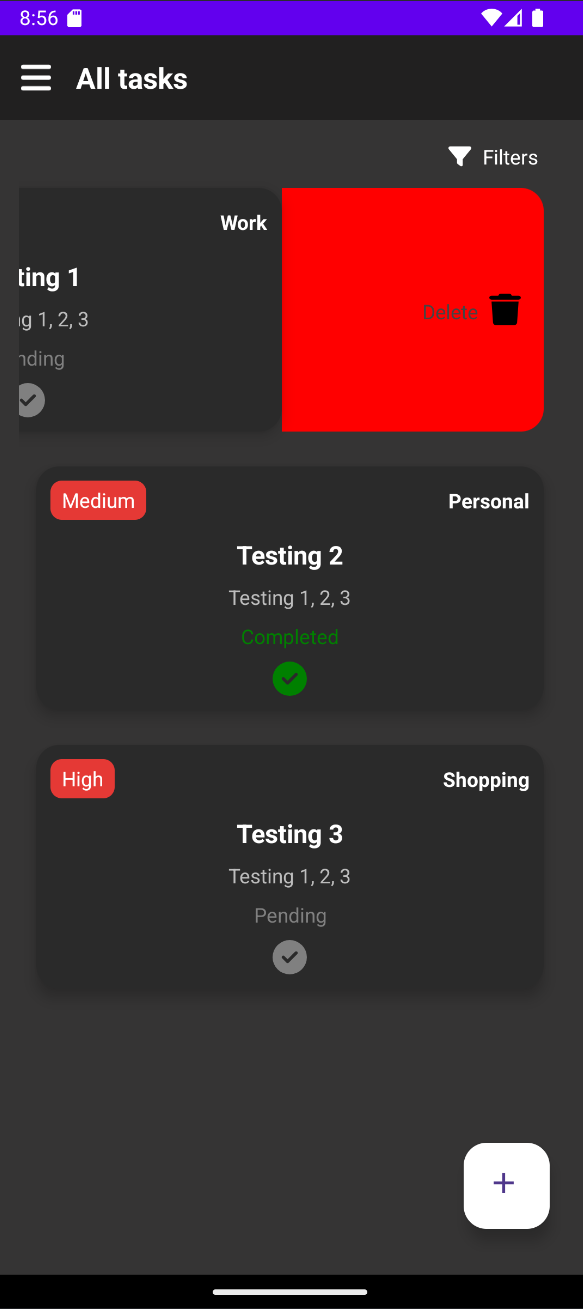 8:56
All tasks
Filters
Work
ting 1
g 1, 2, 3
nding
Delete
Medium
Personal
Testing 2
Testing 1, 2, 3
Completed
High
Shopping
Testing 3
Testing 1, 2, 3
Pending
+